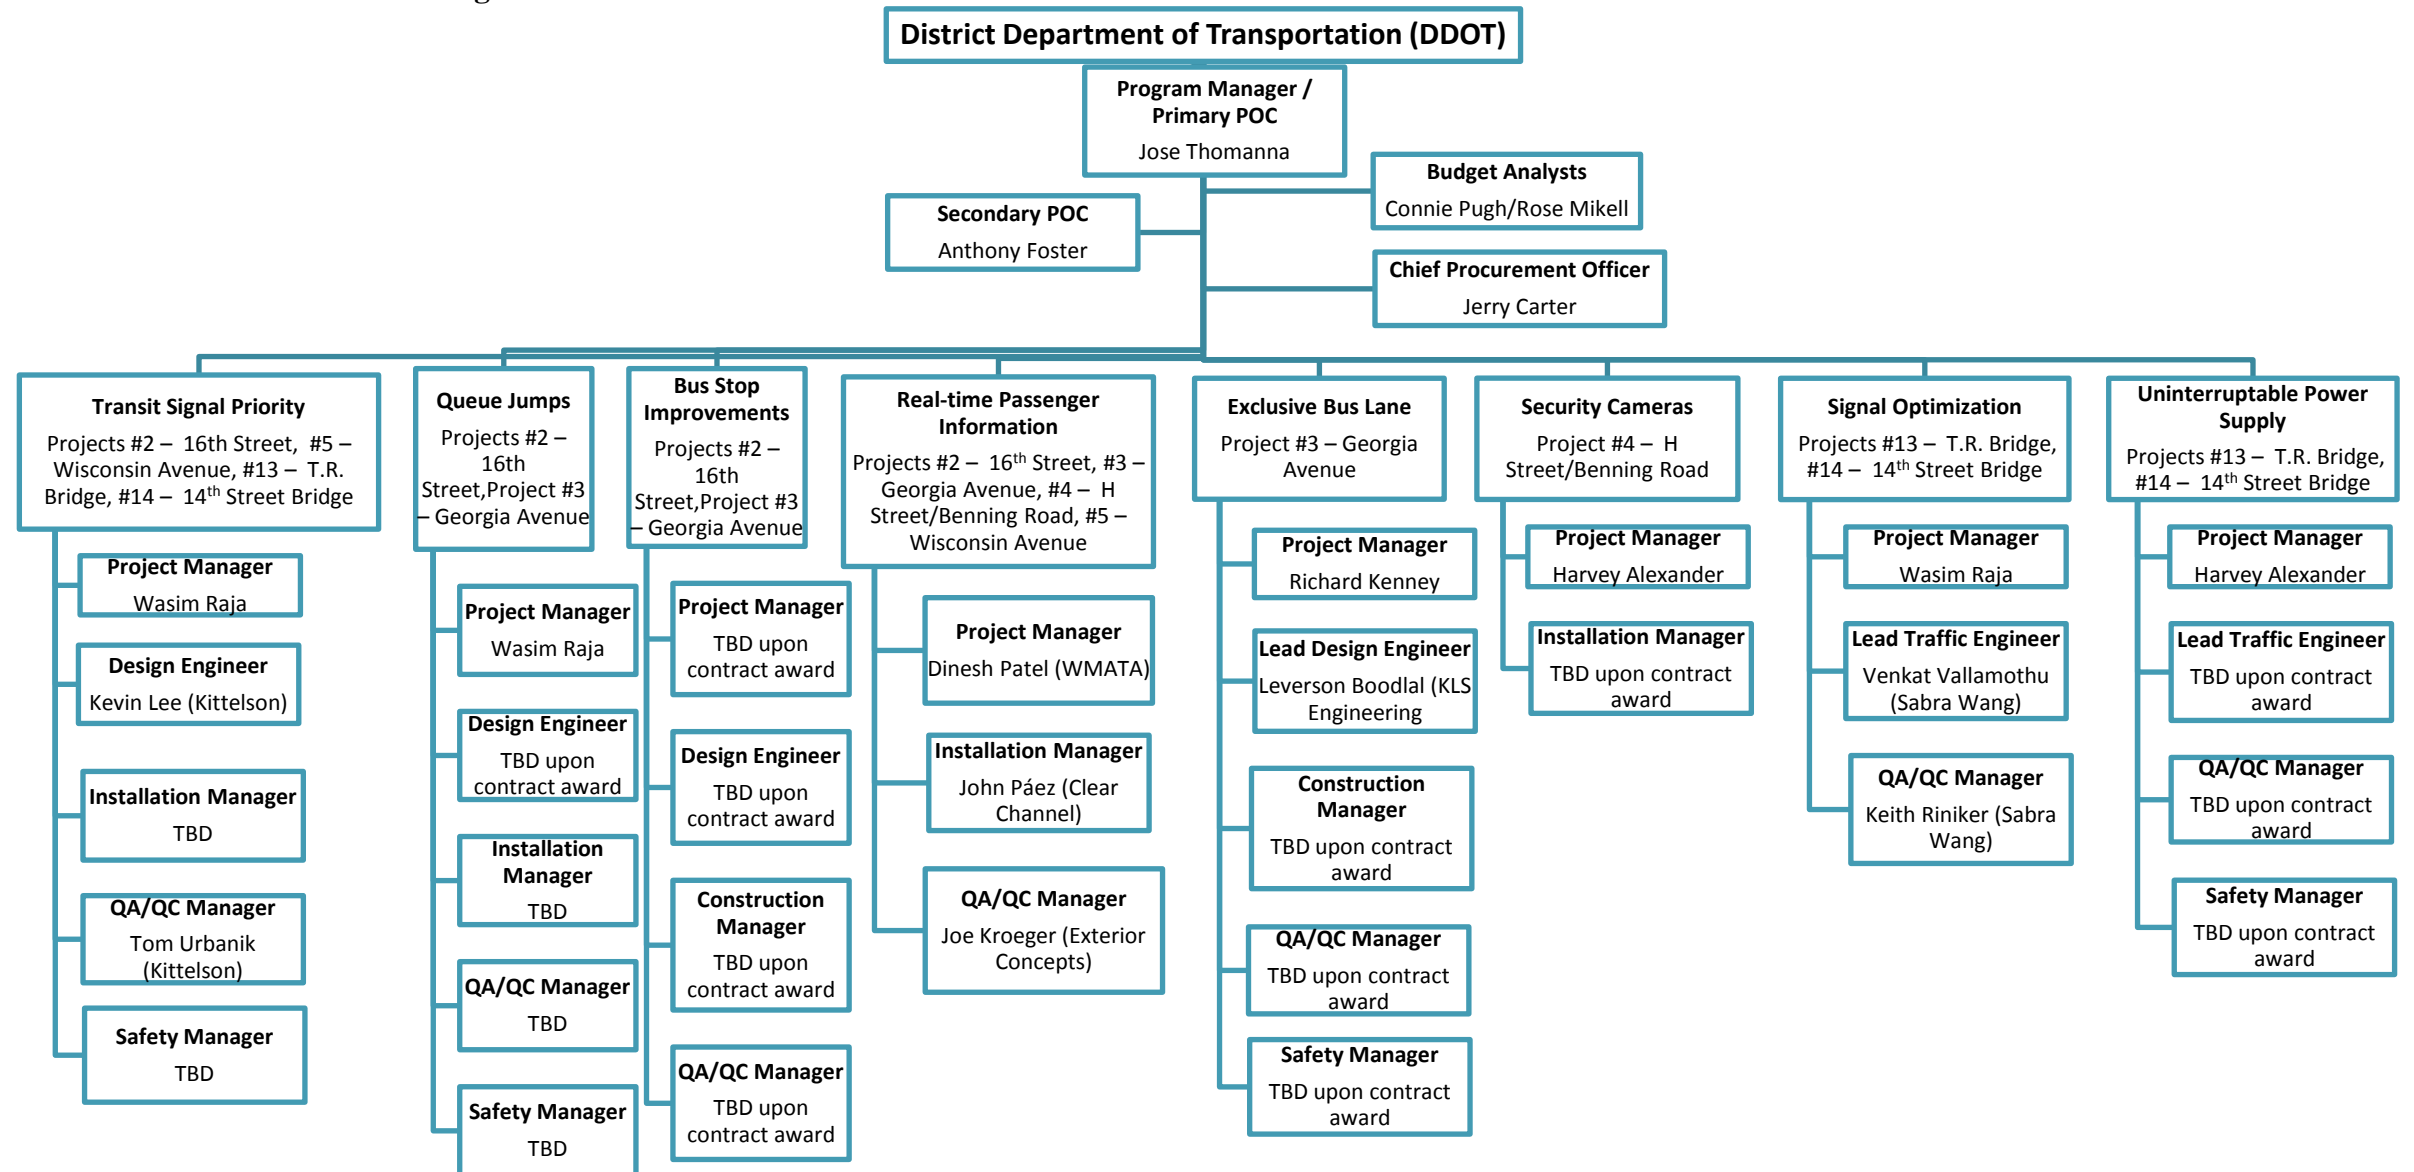 District Department of Transportation (DDOT)
Program Manager /
Primary POC
Jose Thomanna
Budget Analysts
Connie Pugh/Rose Mikell
Secondary POC
Anthony Foster
Chief Procurement Officer
Jerry Carter
Transit Signal Priority
Projects #2 – 16th Street, #5 –
Wisconsin Avenue, #13 – T.R.
Bridge, #14 – 14th Street Bridge
Project Manager
Wasim Raja
Design Engineer
Kevin Lee (Kittelson)
Installation Manager
TBD
QA/QC Manager
Tom Urbanik
(Kittelson)
Safety Manager
TBD
Queue Jumps
Projects #2 –
16th
Street,Project #3
– Georgia Avenue
Project Manager
Wasim Raja
Design Engineer
TBD upon
contract award
Installation
Manager
TBD
QA/QC Manager
TBD
Safety Manager
TBD
Bus Stop
Improvements
Projects #2 –
16th
Street,Project #3
– Georgia Avenue
Project Manager
TBD upon
contract award
Design Engineer
TBD upon
contract award
Construction
Manager
TBD upon
contract award
QA/QC Manager
TBD upon
contract award
Real-time Passenger
Information
Projects #2 – 16th Street, #3 –
Georgia Avenue, #4 – H
Street/Benning Road, #5 –
Wisconsin Avenue
Project Manager
Dinesh Patel (WMATA)
Installation Manager
John Páez (Clear
Channel)
QA/QC Manager
Joe Kroeger (Exterior
Concepts)
Exclusive Bus Lane
Project #3 – Georgia
Avenue
Project Manager
Richard Kenney
Lead Design Engineer
Leverson Boodlal (KLS
Engineering
Construction
Manager
TBD upon contract
award
QA/QC Manager
TBD upon contract
award
Safety Manager
TBD upon contract
award
Security Cameras
Project #4 – H
Street/Benning Road
Project Manager
Harvey Alexander
Installation Manager
TBD upon contract
award
Signal Optimization
Projects #13 – T.R. Bridge,
#14 – 14th Street Bridge
Project Manager
Wasim Raja
Lead Traffic Engineer
Venkat Vallamothu
(Sabra Wang)
QA/QC Manager
Keith Riniker (Sabra
Wang)
Uninterruptable Power
Supply
Projects #13 – T.R. Bridge,
#14 – 14th Street Bridge
Project Manager
Harvey Alexander
Lead Traffic Engineer
TBD upon contract
award
QA/QC Manager
TBD upon contract
award
Safety Manager
TBD upon contract
award